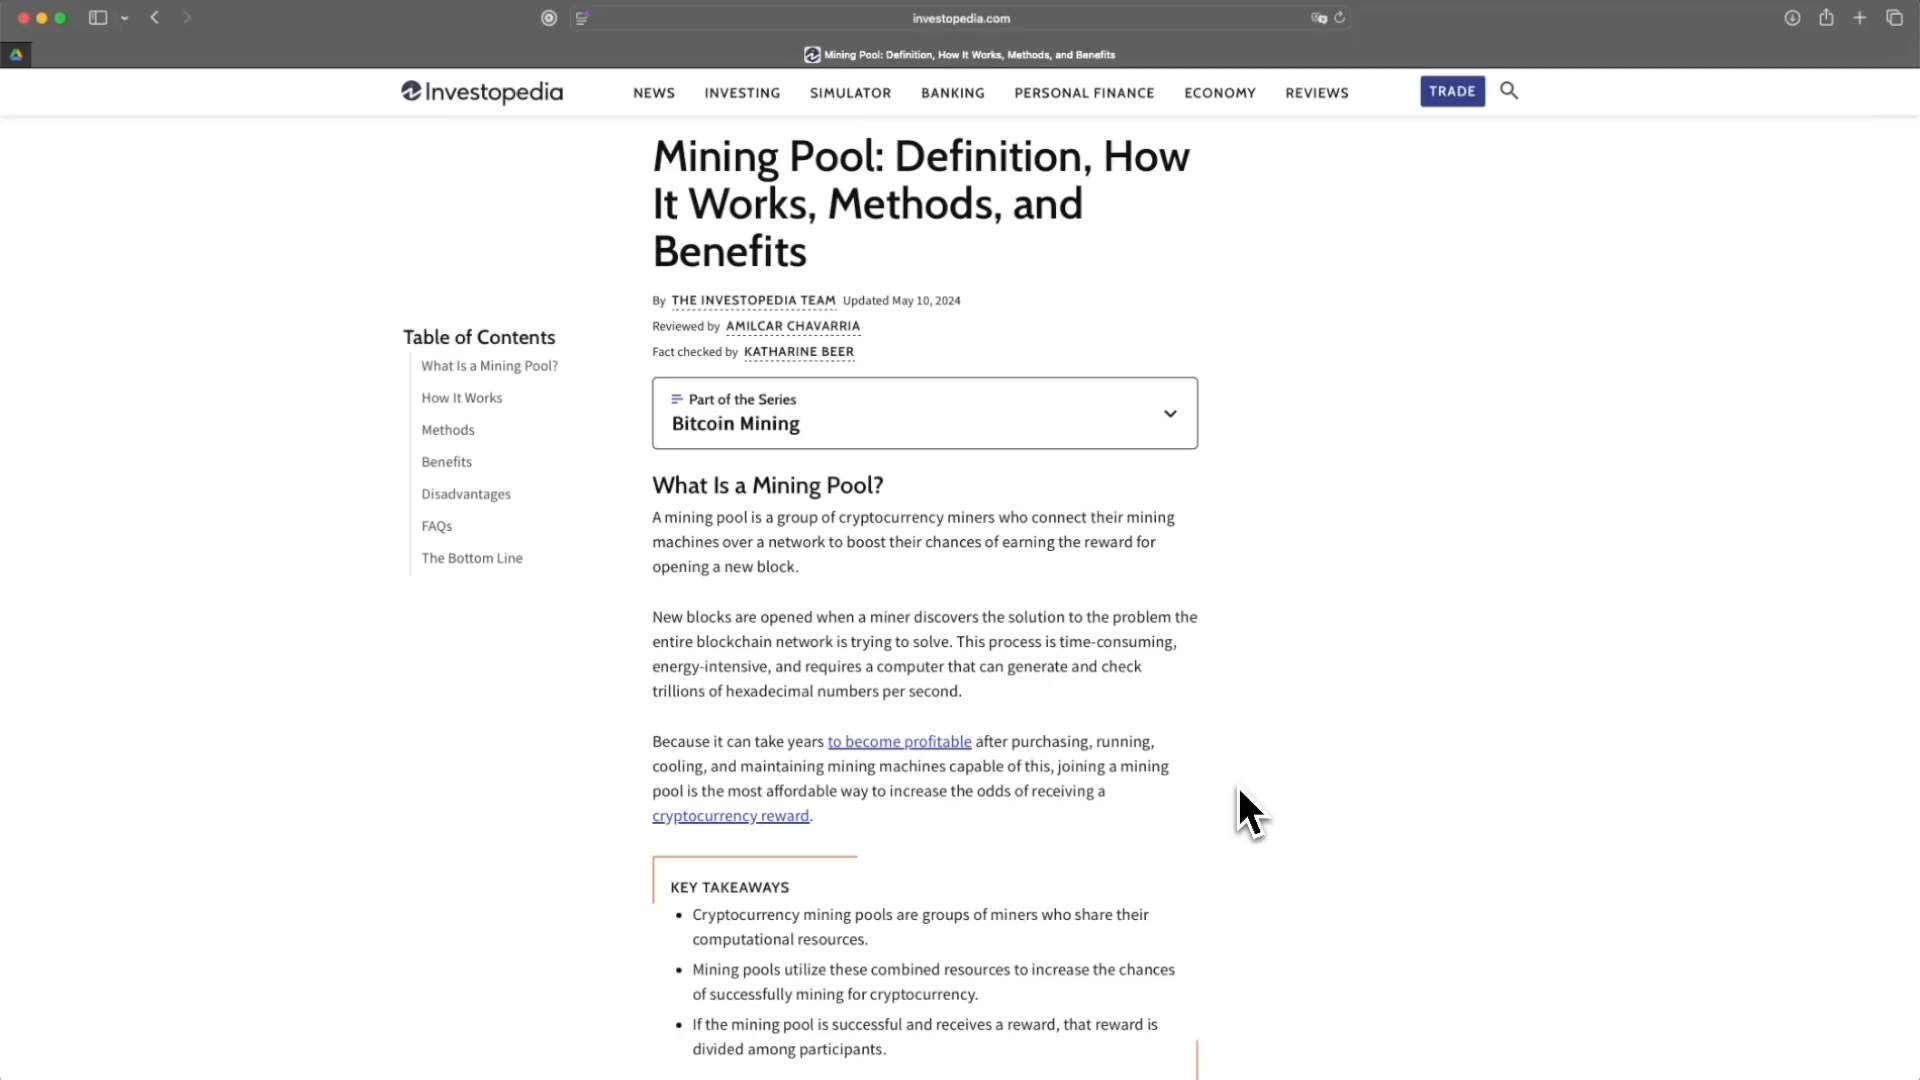 investopedia.com
Mining Pool: Definition, How It Works, Methods, and Benefits
Investopedia
NEWS INVESTING SIMULATOR BANKING PERSONAL FINANCE ECONOMY REVIEWS
TRADE
Mining Pool: Definition, How
It Works, Methods, and
Benefits
By THE INVESTOPEDIA TEAM Updated May 10, 2024
Reviewed by AMILCAR CHAVARRIA
Fact checked by KATHARINE BEER
Table of Contents
What Is a Mining Pool?
How It Works
Methods
Benefits
Disadvantages
FAQs
The Bottom Line
Part of the Series
Bitcoin Mining
What Is a Mining Pool?
A mining pool is a group of cryptocurrency miners who connect their mining
machines over a network to boost their chances of earning the reward for
opening a new block.
New blocks are opened when a miner discovers the solution to the problem the
entire blockchain network is trying to solve. This process is time-consuming,
energy-intensive, and requires a computer that can generate and check
trillions of hexadecimal numbers per second.
Because it can take years to become profitable after purchasing, running,
cooling, and maintaining mining machines capable of this, joining a mining
pool is the most affordable way to increase the odds of receiving a
cryptocurrency reward.
KEY TAKEAWAYS
• Cryptocurrency mining pools are groups of miners who share their
computational resources.
• Mining pools utilize these combined resources to increase the chances
of successfully mining for cryptocurrency.
• If the mining pool is successful and receives a reward, that reward is
divided among participants.